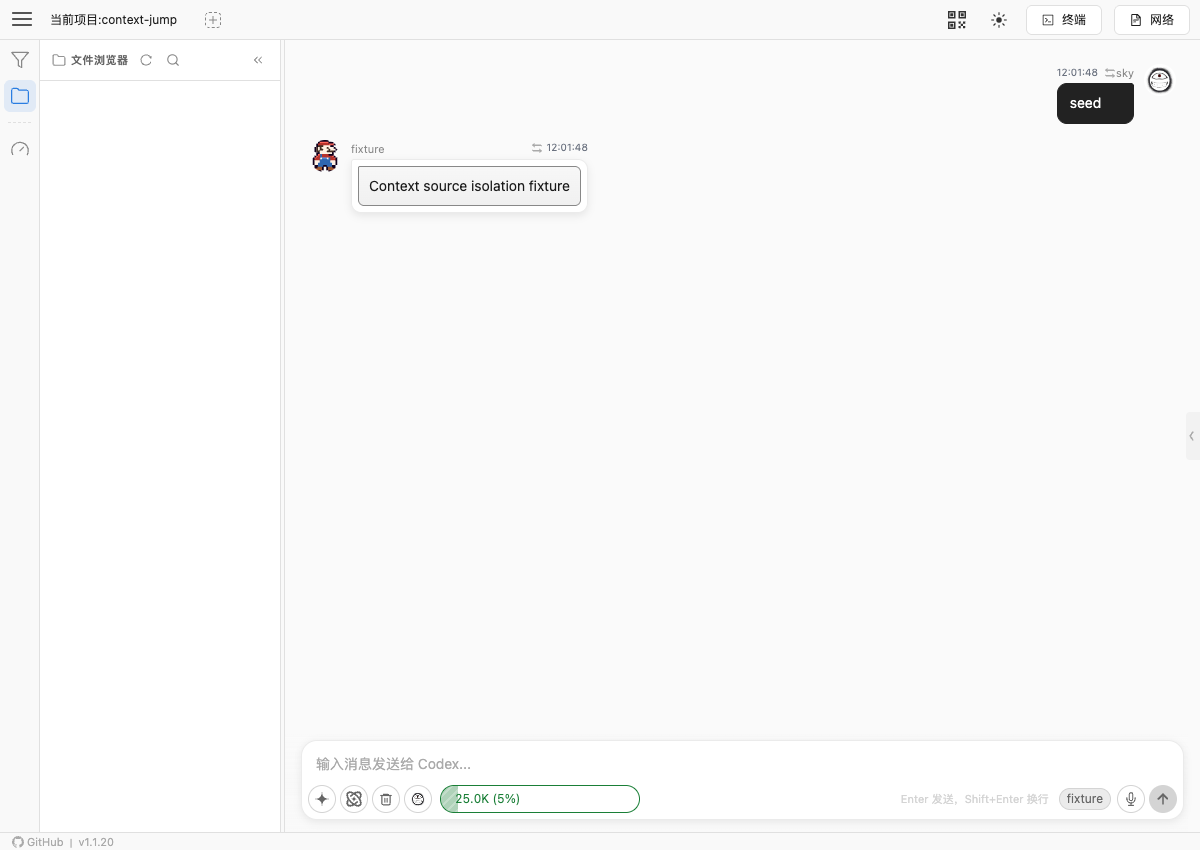 当前项目:context-jump
终端
网络
文件浏览器
12:01:48 sky
seed
fixture 12:01:48
Context source isolation fixture
输入消息发送给 Codex...
25.0K (5%)
Enter 发送，Shift+Enter 换行
fixture
GitHub | v1.1.20